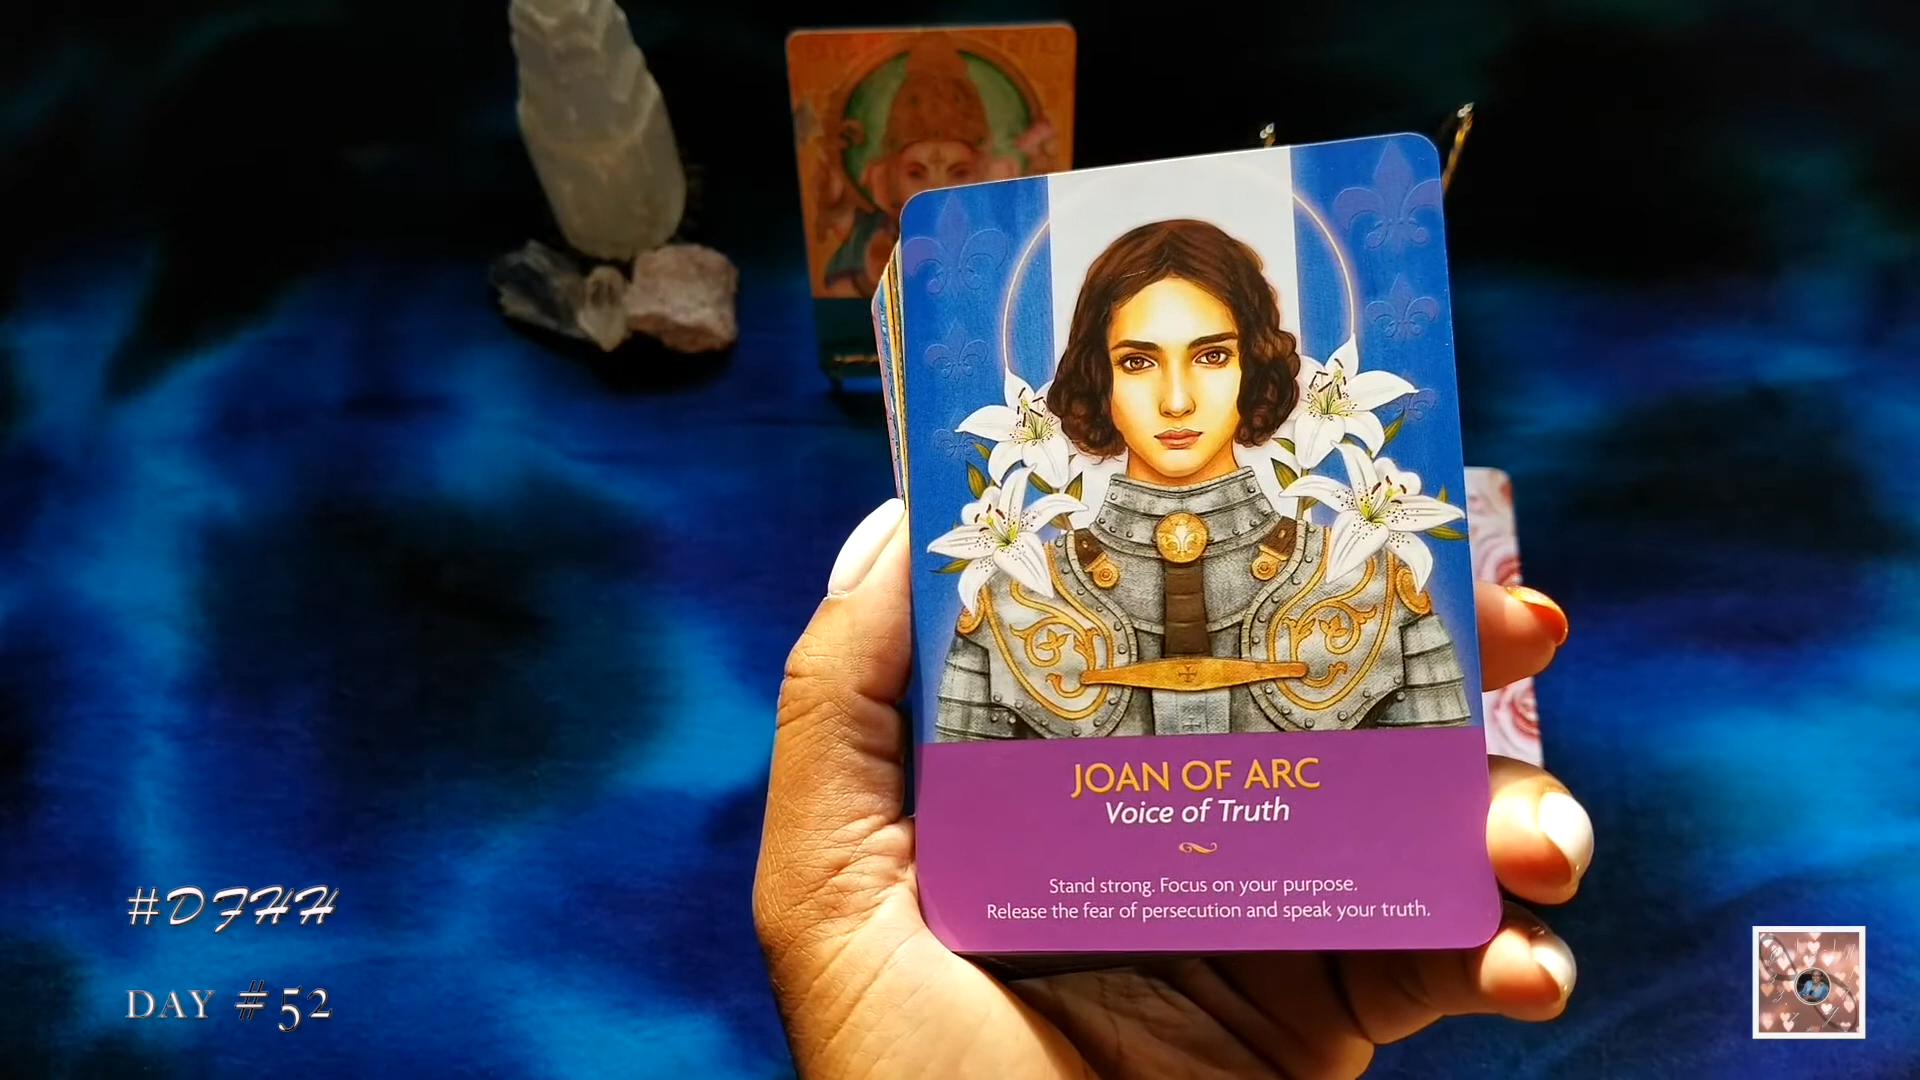 JOAN OF ARC
Voice of Truth
Stand strong. Focus on your purpose.
Release the fear of persecution and speak your truth.
#DFHH
DAY #52